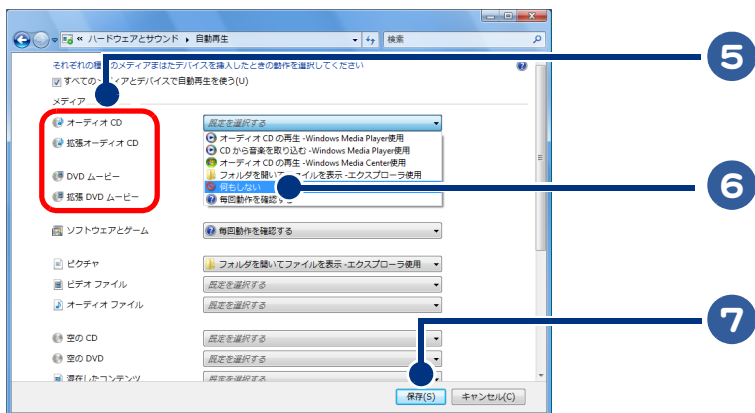 « ハードウェアとサウンド ▸ 自動再生
検索
それぞれの種 のメディアまはたデバイスを挿入したときの動作を選択してください
すべての ィアとデバイスで自動再生を使う(U)
メディア
オーディオ CD 既定を選択する
オーディオ CD の再生 -Windows Media Player使用
拡張オーディオ CD CD から音楽を取り込む -Windows Media Player使用
オーディオ CD の再生 -Windows Media Center使用
DVD ムービー フォルダを開いて イルを表示 -エクスプローラ使用
何もしない
拡張 DVD ムービー 毎回動作を確認する
ソフトウェアとゲーム 毎回動作を確認する
ピクチャ フォルダを開いてファイルを表示 -エクスプローラ使用
ビデオ ファイル 既定を選択する
オーディオ ファイル 既定を選択する
空の CD 既定を選択する
空の DVD 既定を選択する
混在したコンテンツ 既定を選択する
保存(S) キャンセル(C)
5
6
7